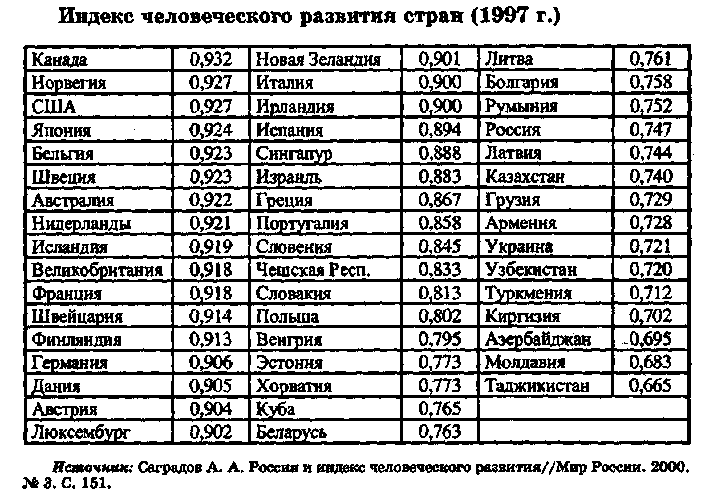 Индекс человеческого развития стран (1997 г.)
Канада 0,932 Новая Зеландия 0,901 Литва 0,761
Норвегия 0,927 Италия 0,900 Болгария 0,758
США 0,927 Ирландия 0,900 Румыния 0,752
Япония 0,924 Испания 0,894 Россия 0,747
Бельгия 0,923 Сингапур 0,888 Латвия 0,744
Швеция 0,923 Израиль 0,883 Казахстан 0,740
Австралия 0,922 Греция 0,867 Грузия 0,729
Нидерланды 0,921 Португалия 0,858 Армения 0,728
Исландия 0,919 Словения 0,845 Украина 0,721
Великобритания 0,918 Чешская Респ. 0,833 Узбекистан 0,720
Франция 0,918 Словакия 0,813 Туркмения 0,712
Швейцария 0,914 Польша 0,802 Киргизия 0,702
Финляндия 0,913 Венгрия 0,795 Азербайджан 0,695
Германия 0,906 Эстония 0,773 Молдавия 0,683
Дания 0,905 Хорватия 0,773 Таджикистан 0,665
Австрия 0,904 Куба 0,765
Люксембург 0,902 Беларусь 0,763
Источник: Саградов А. А. Россия и индекс человеческого развития//Мир России. 2000.
№ 3. С. 151.